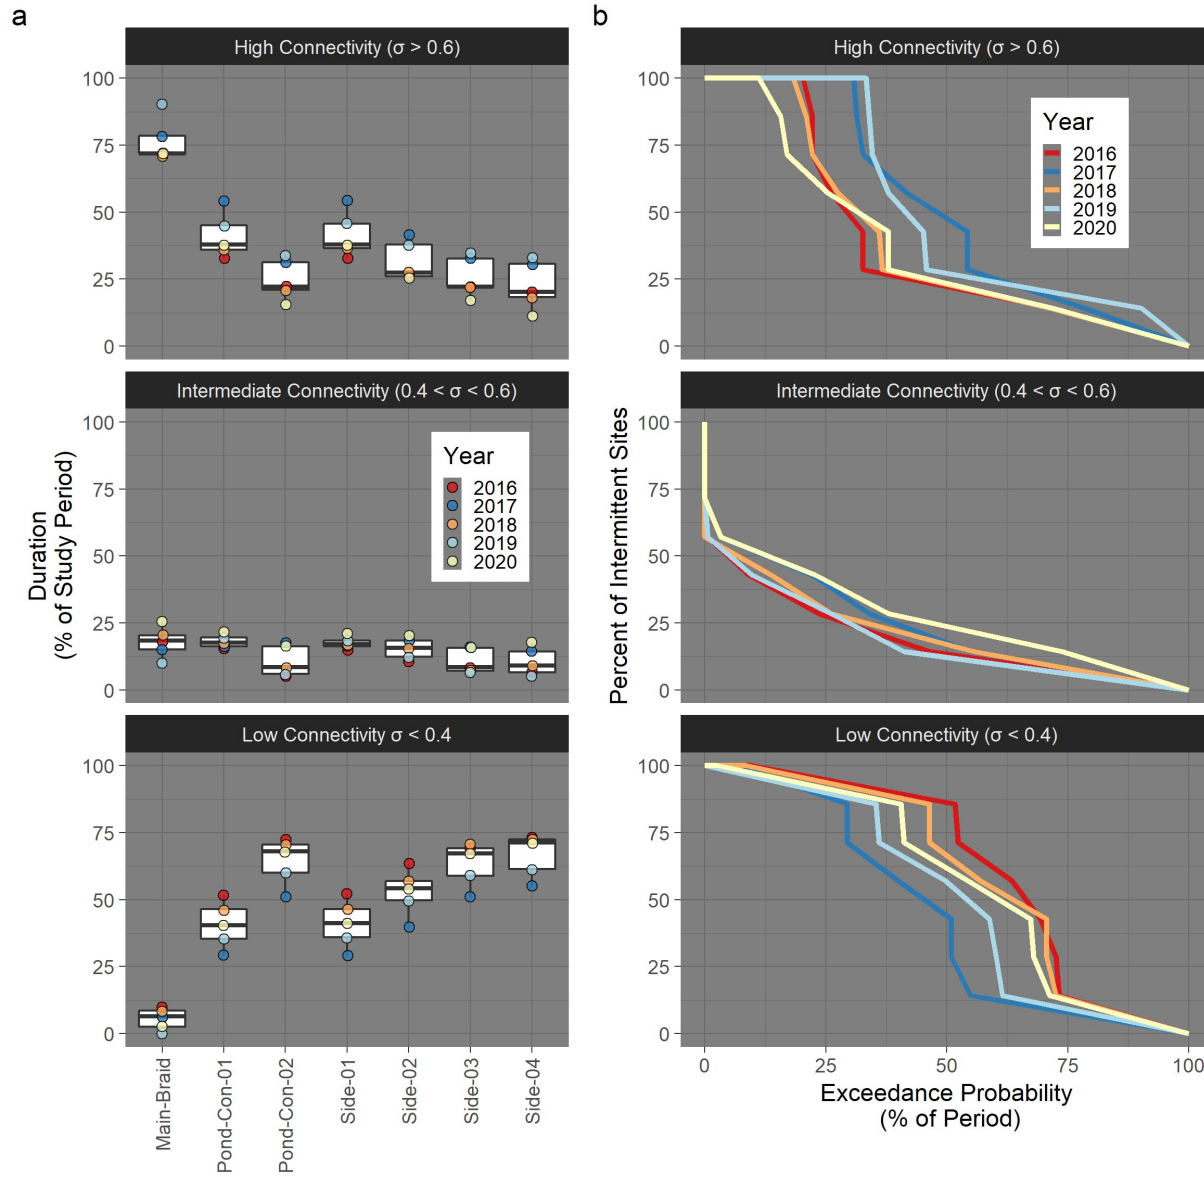 a
High Connectivity (σ > 0.6)
100
75
50
25
0
Intermediate Connectivity (0.4 < σ < 0.6)
100
75
50
25
0
Year
2016
2017
2018
2019
2020
Low Connectivity σ < 0.4
100
75
50
25
0
Duration
(% of Study Period)
Main-Braid
Pond-Con-01
Pond-Con-02
Side-01
Side-02
Side-03
Side-04
b
High Connectivity (σ > 0.6)
100
75
50
25
0
Year
2016
2017
2018
2019
2020
Intermediate Connectivity (0.4 < σ < 0.6)
100
75
50
25
0
Low Connectivity (σ < 0.4)
100
75
50
25
0
Percent of Intermittent Sites
0
25
50
75
100
Exceedance Probability
(% of Period)